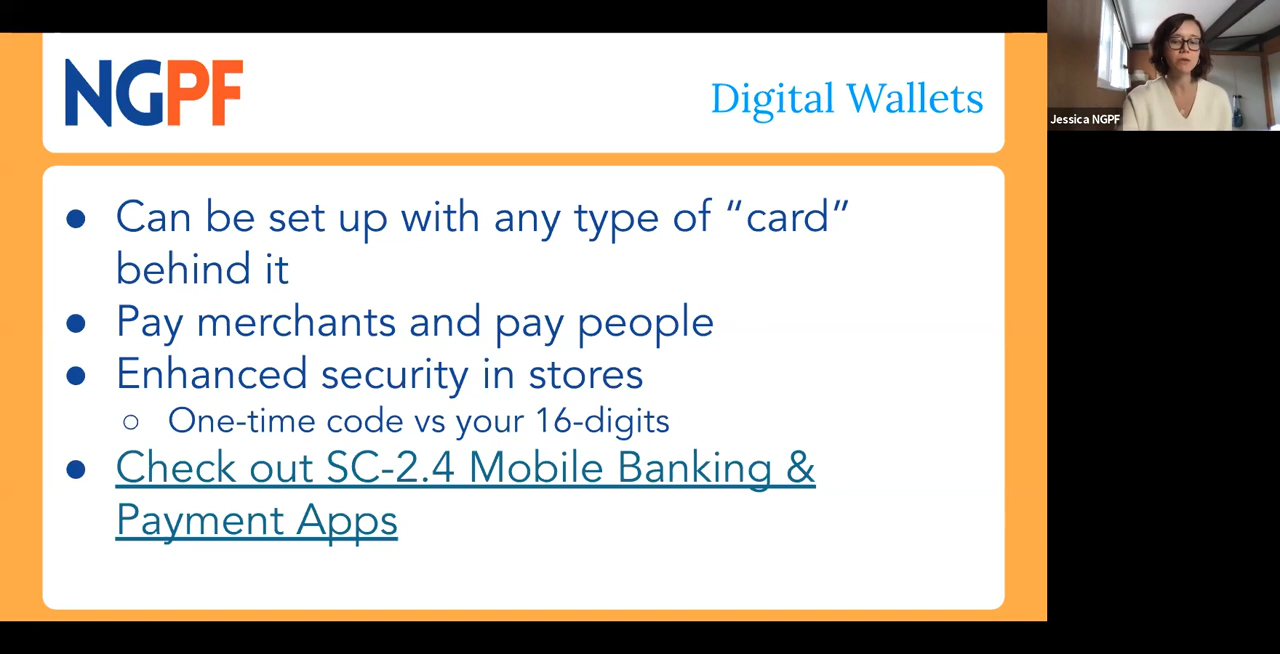 NGPF
Digital Wallets
Jessica NGPF
● Can be set up with any type of “card”
behind it
● Pay merchants and pay people
● Enhanced security in stores
○ One-time code vs your 16-digits
● Check out SC-2.4 Mobile Banking &
Payment Apps